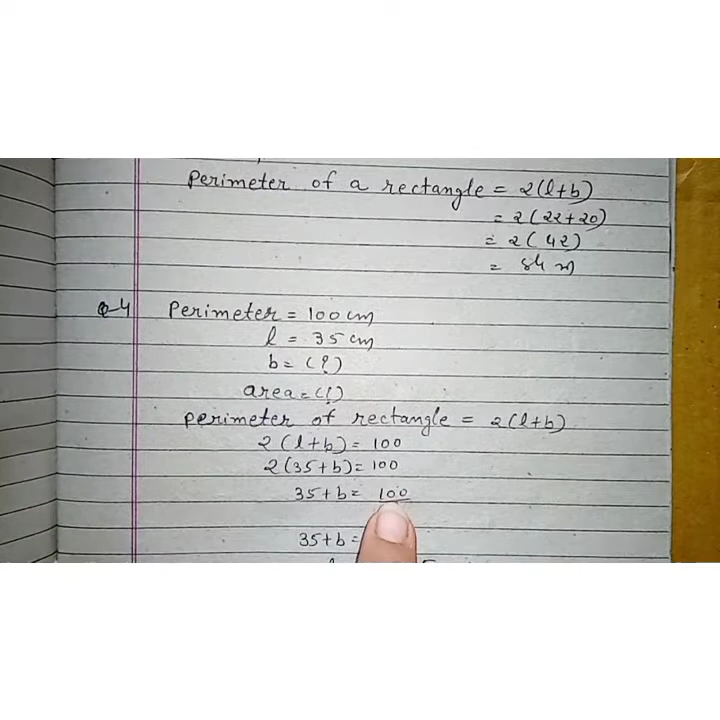 Perimeter of a rectangle = 2(l+b)
= 2(22+20)
= 2(42)
= 84 m
Q-4 Perimeter = 100 cm
l = 35 cm
b = (?)
area = (?)
perimeter of rectangle = 2(l+b)
2(l+b) = 100
2(35+b) = 100
35+b = 100
35+b =